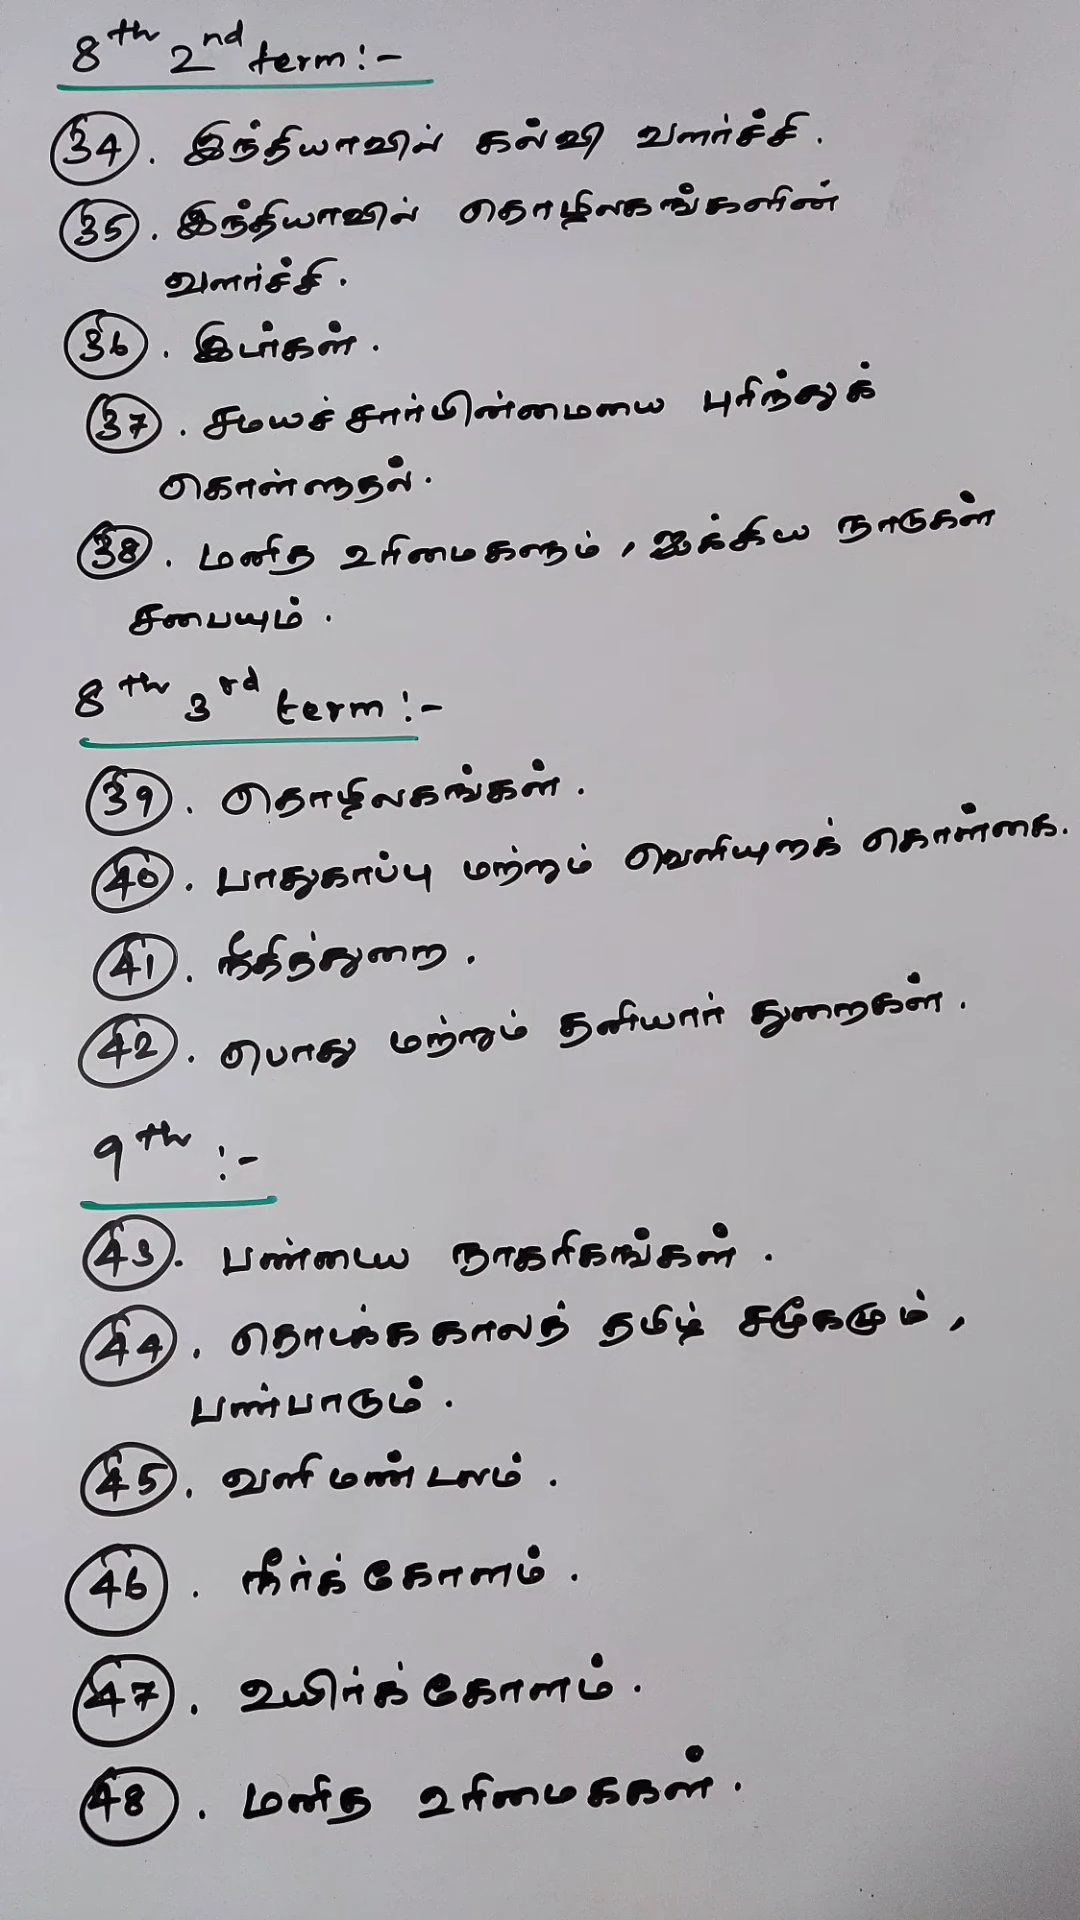 8th 2nd term:-
34. இந்தியாவில் கல்வி வளர்ச்சி.
35. இந்தியாவில் தொழிலகங்களின்
வளர்ச்சி.
36. இடர்கள்.
37. சமயச் சார்பின்மையை புரிந்துக்
கொள்ளுதல்.
38. மனித உரிமைகளும், ஐக்கிய நாடுகள்
சபையும்.
8th 3rd term:-
39. தொழிலகங்கள்.
40. பாதுகாப்பு மற்றும் வெளியுறக் கொள்கை.
41. நீதித்துறை.
42. பொது மற்றும் தனியார் துறைகள்.
9th :-
43. பண்டைய நாகரிகங்கள்.
44. தொடக்ககாலத் தமிழ் சமூகமும்,
பண்பாடும்.
45. வளிமண்டலம்.
46. நீர்க்கோளம்.
47. உயிர்க்கோளம்.
48. மனித உரிமைககள்.